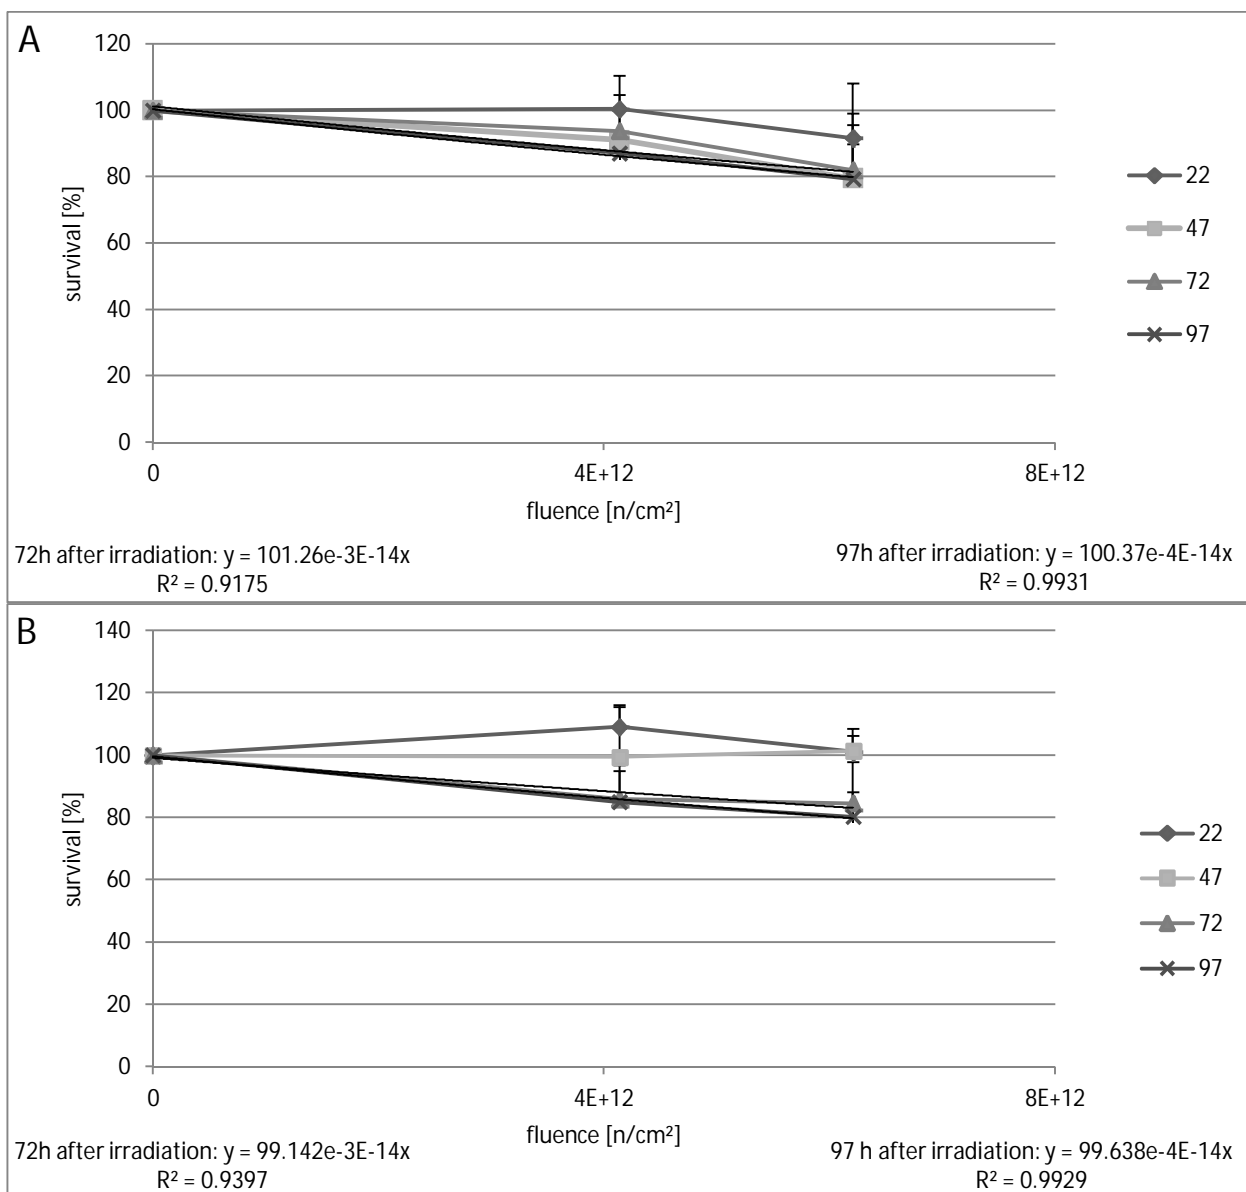 A
120
100
80
60
40
20
0
survival [%]
0
4E+12
8E+12
fluence [n/cm²]
22
47
72
97
72h after irradiation: y = 101.26e-3E-14x
R² = 0.9175
97h after irradiation: y = 100.37e-4E-14x
R² = 0.9931
B
140
120
100
80
60
40
20
0
survival [%]
0
4E+12
8E+12
fluence [n/cm²]
22
47
72
97
72h after irradiation: y = 99.142e-3E-14x
R² = 0.9397
97 h after irradiation: y = 99.638e-4E-14x
R² = 0.9929